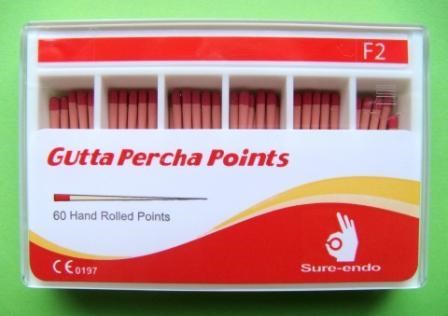 F2
Gutta Percha Points
60 Hand Rolled Points
CE 0197
Sure-endo